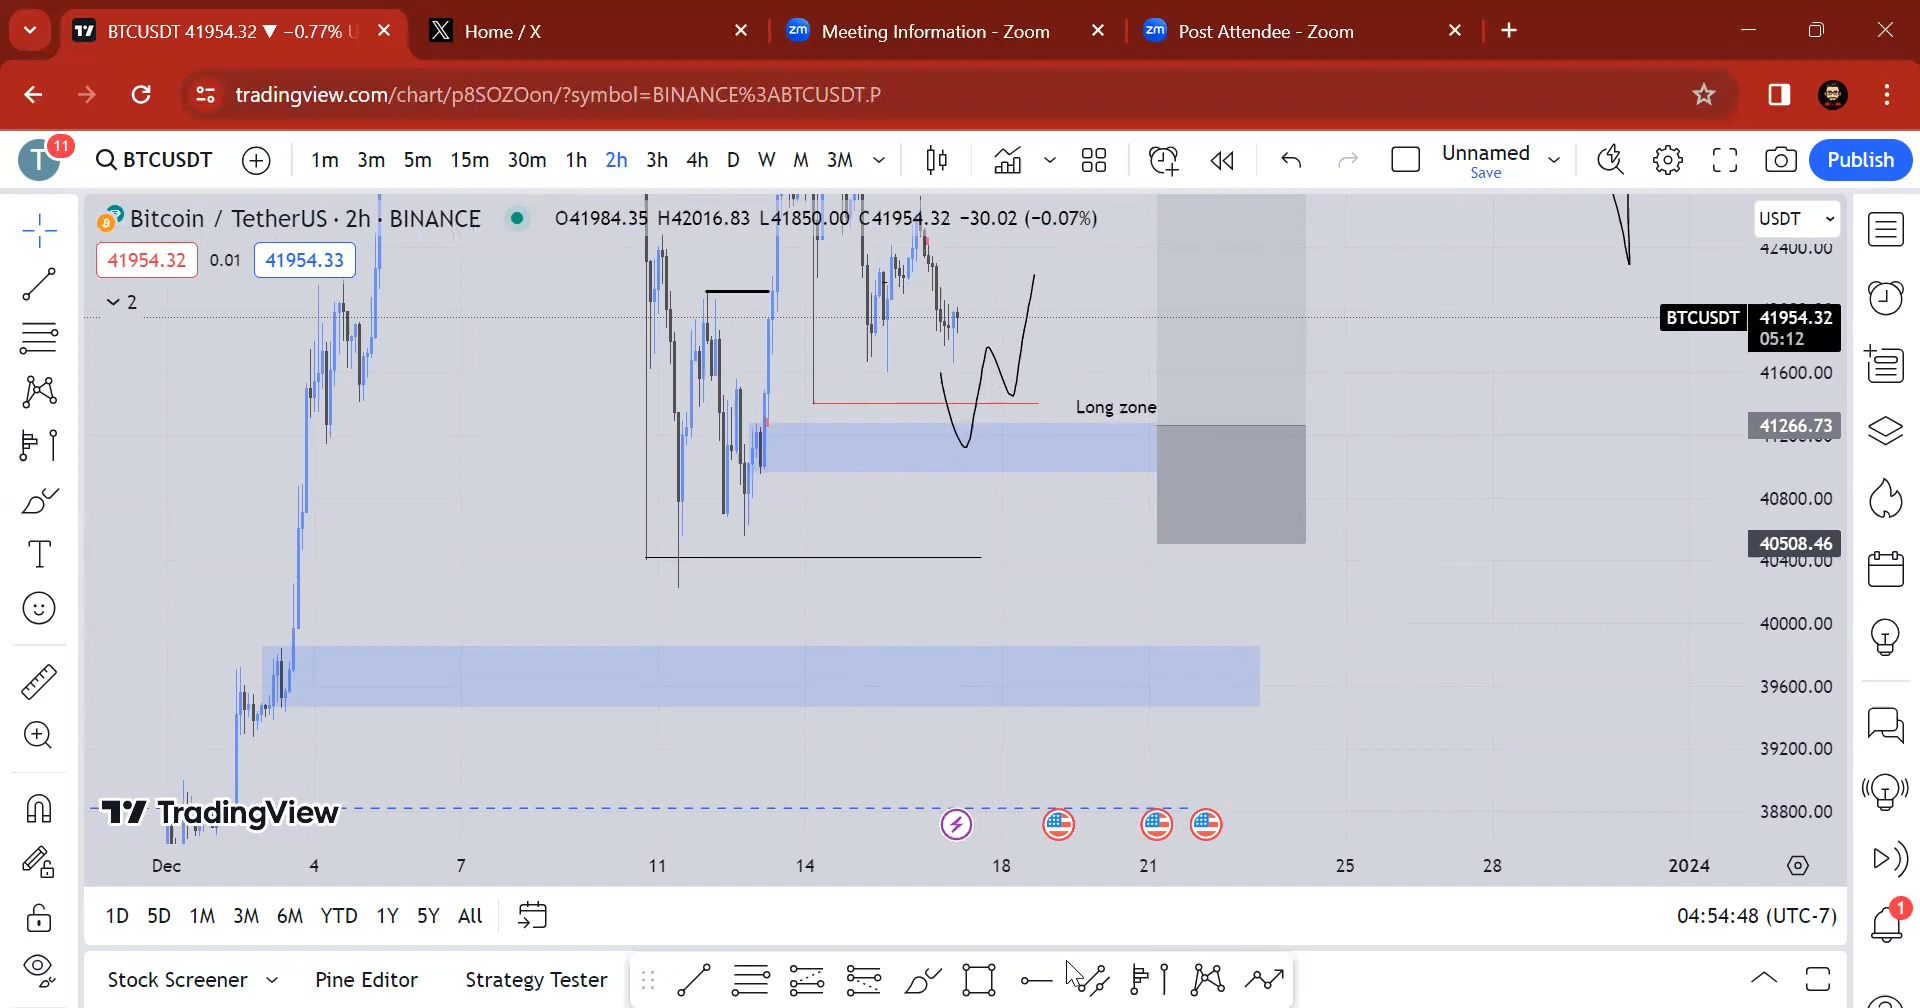 BTCUSDT 41954.32 ▼ −0.77% U
Home / X
Meeting Information - Zoom
Post Attendee - Zoom
tradingview.com/chart/p8SOZOon/?symbol=BINANCE%3ABTCUSDT.P
T 11 BTCUSDT 1m 3m 5m 15m 30m 1h 2h 3h 4h D W M 3M Unnamed Save Publish
Bitcoin / TetherUS · 2h · BINANCE O41984.35 H42016.83 L41850.00 C41954.32 −30.02 (−0.07%) USDT
42400.00
41954.32 0.01 41954.33
2
BTCUSDT 41954.32
05:12
41600.00
Long zone
41266.73
40800.00
40508.46
40400.00
40000.00
39600.00
39200.00
TradingView
38800.00
Dec 4 7 11 14 18 21 25 28 2024
1D 5D 1M 3M 6M YTD 1Y 5Y All 04:54:48 (UTC-7)
1
Stock Screener Pine Editor Strategy Tester